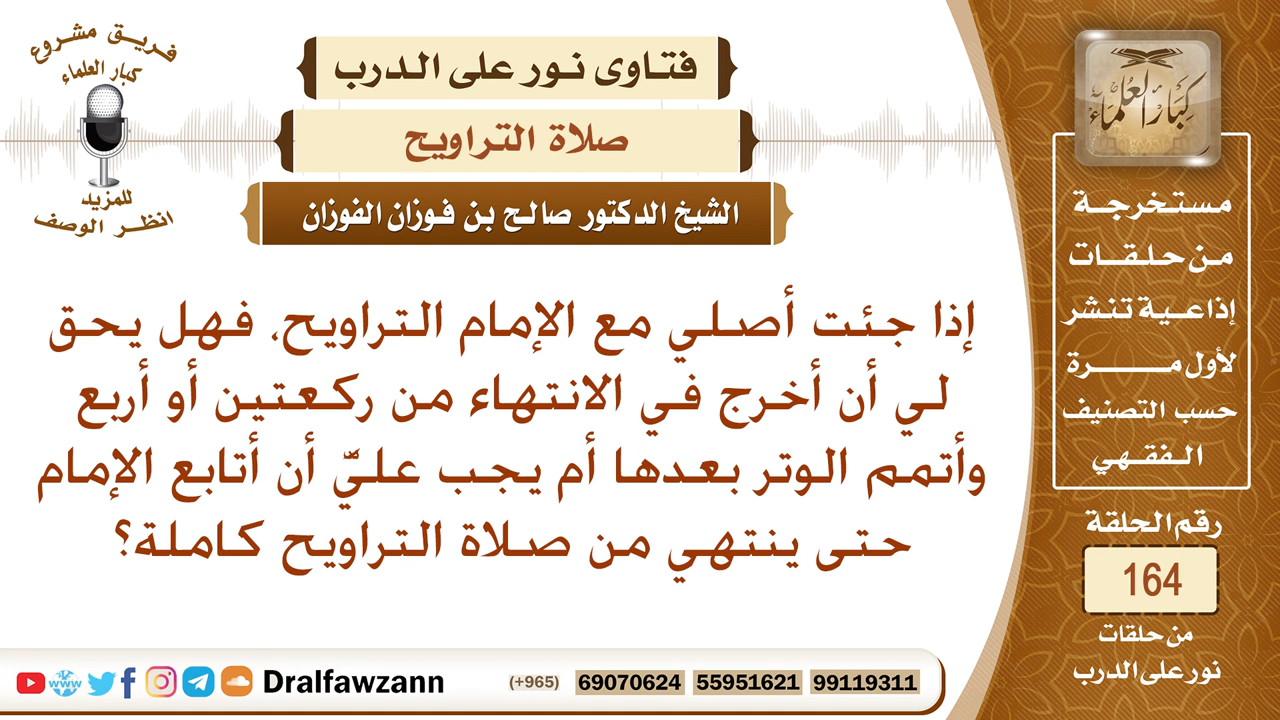 فريق مشروع
كبار العلماء
للمزيد
انظر الوصف
فتاوى نور على الدرب
صلاة التراويح
الشيخ الدكتور صالح بن فوزان الفوزان
إذا جئت أصلي مع الإمام التراويح، فهل يحق
لي أن أخرج في الانتهاء من ركعتين أو أربع
وأتمم الوتر بعدها أم يجب عليّ أن أتابع الإمام
حتى ينتهي من صلاة التراويح كاملة؟
كبار العلماء
مستخرجة
من حلقات
إذاعية تنشر
لأول مرة
حسب التصنيف
الفقهي
رقم الحلقة
164
من حلقات
نور على الدرب
www
Dralfawzann (+965) 69070624 55951621 99119311